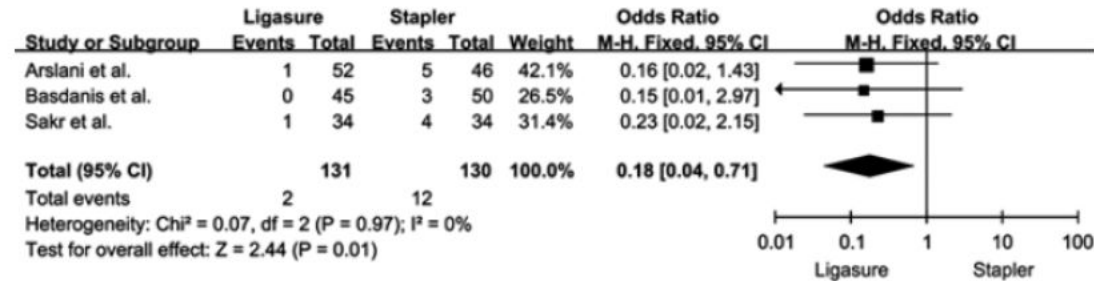 Ligasure Stapler Odds Ratio Odds Ratio
Study or Subgroup Events Total Events Total Weight M-H, Fixed, 95% CI M-H, Fixed, 95% CI
Arslani et al. 1 52 5 46 42.1% 0.16 [0.02, 1.43]
Basdanis et al. 0 45 3 50 26.5% 0.15 [0.01, 2.97]
Sakr et al. 1 34 4 34 31.4% 0.23 [0.02, 2.15]
Total (95% CI) 131 130 100.0% 0.18 [0.04, 0.71]
Total events 2 12
Heterogeneity: Chi² = 0.07, df = 2 (P = 0.97); I² = 0%
Test for overall effect: Z = 2.44 (P = 0.01)
0.01 0.1 1 10 100
Ligasure Stapler